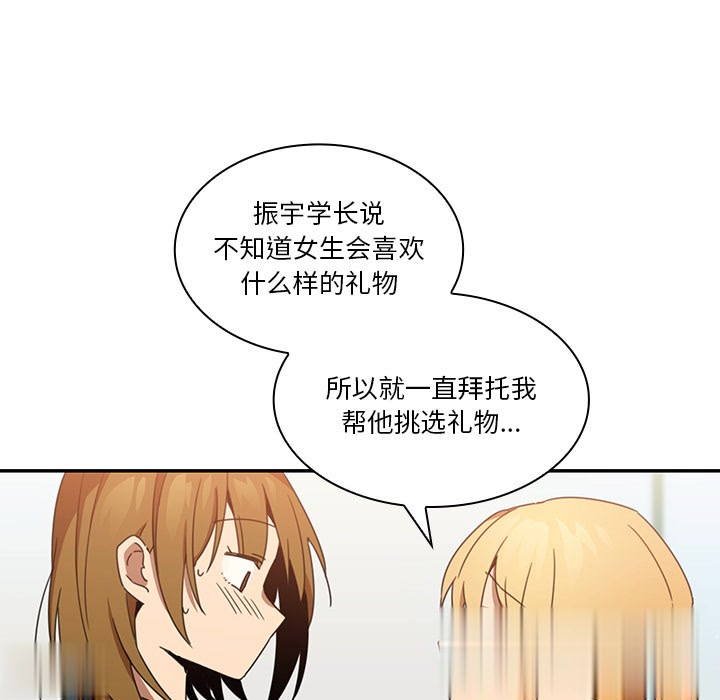 振宇学长说
不知道女生会喜欢
什么样的礼物
所以就一直拜托我
帮他挑选礼物...